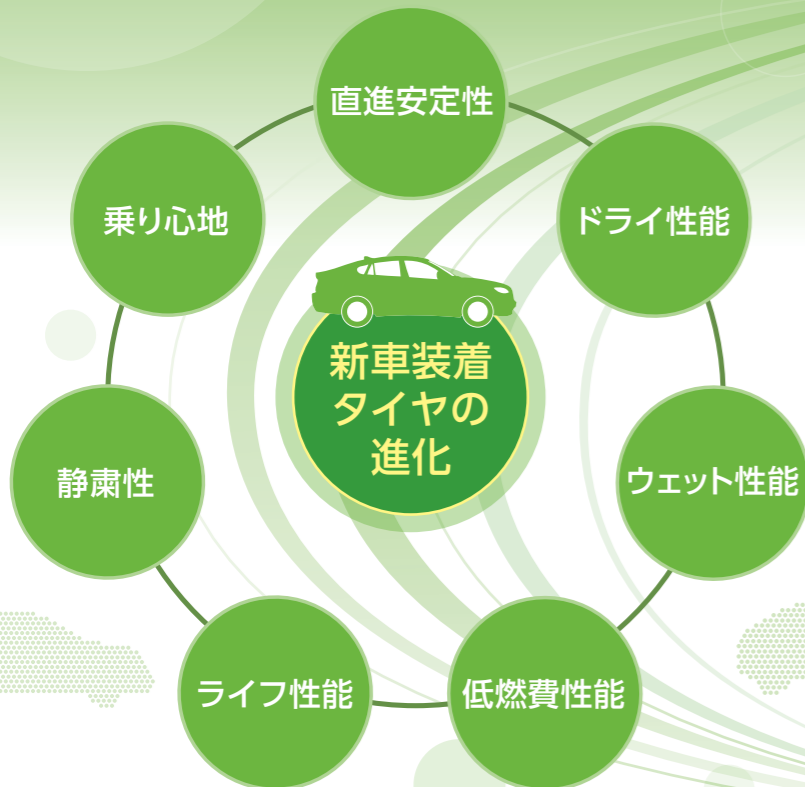 直進安定性
ドライ性能
ウェット性能
低燃費性能
ライフ性能
静粛性
乗り心地
新車装着
タイヤの
進化